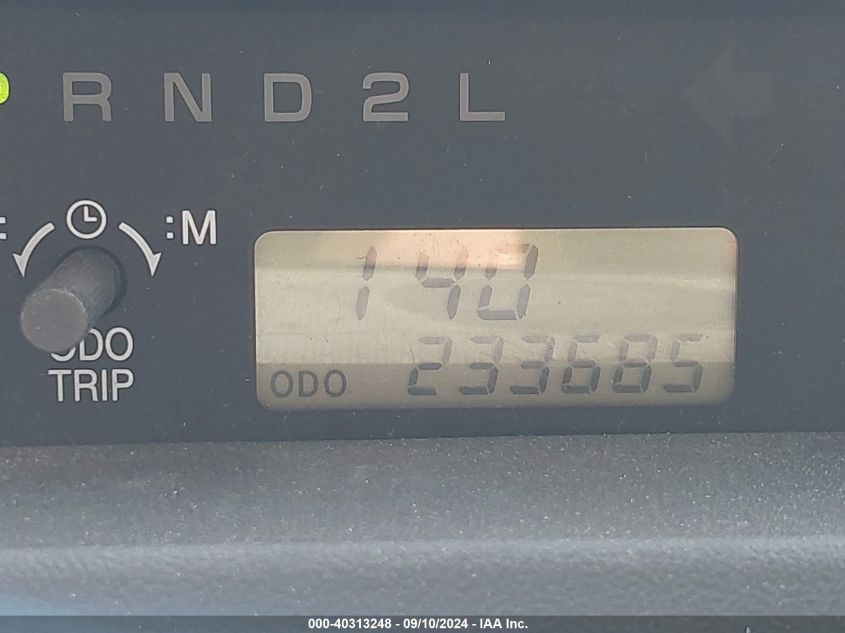 R N D 2 L
:M
140
ODO 233685
ODO
TRIP
000-40313248 - 09/10/2024 - IAA Inc.